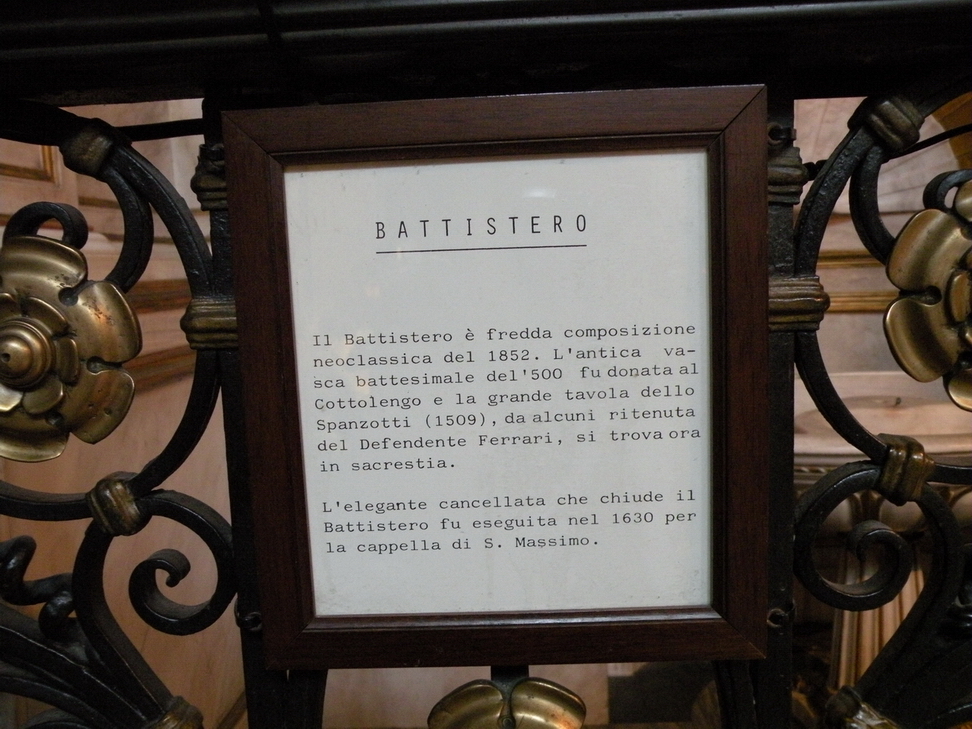 BATTISTERO
Il Battistero è fredda composizione
neoclassica del 1852. L'antica va-
sca battesimale del'500 fu donata al
Cottolengo e la grande tavola dello
Spanzotti (1509), da alcuni ritenuta
del Defendente Ferrari, si trova ora
in sacrestia.
L'elegante cancellata che chiude il
Battistero fu eseguita nel 1630 per
la cappella di S. Massimo.